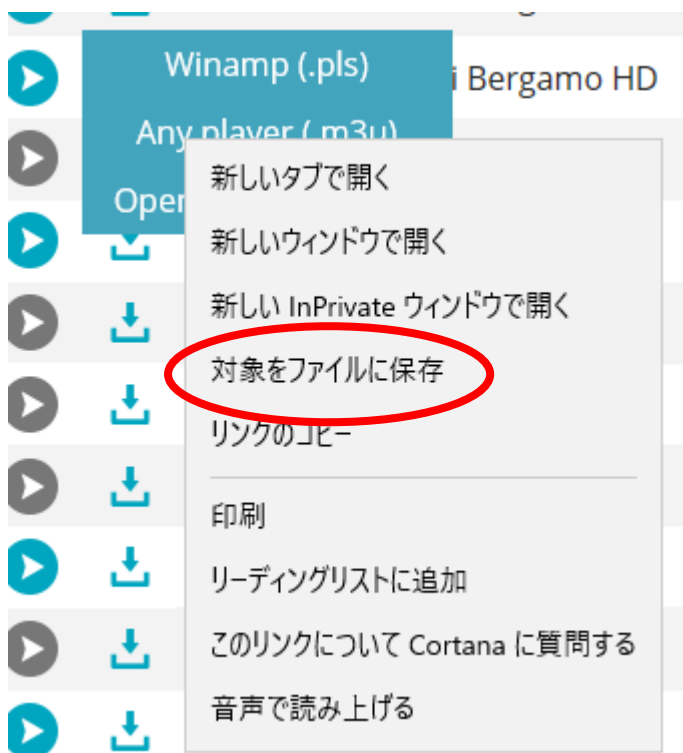 Winamp (.pls)
i Bergamo HD
Any player (.m3u)
Oper
新しいタブで開く
新しいウィンドウで開く
新しい InPrivate ウィンドウで開く
対象をファイルに保存
リンクのコピー
印刷
リーディングリストに追加
このリンクについて Cortana に質問する
音声で読み上げる